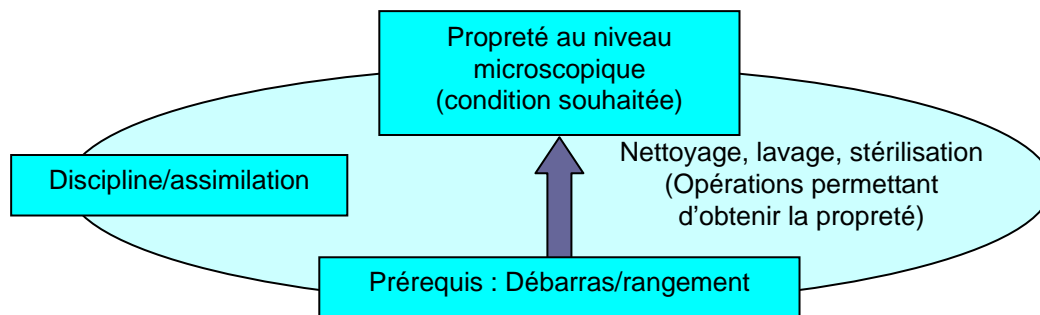 Propreté au niveau
microscopique
(condition souhaitée)
Discipline/assimilation
Nettoyage, lavage, stérilisation
(Opérations permettant
d’obtenir la propreté)
Prérequis : Débarras/rangement